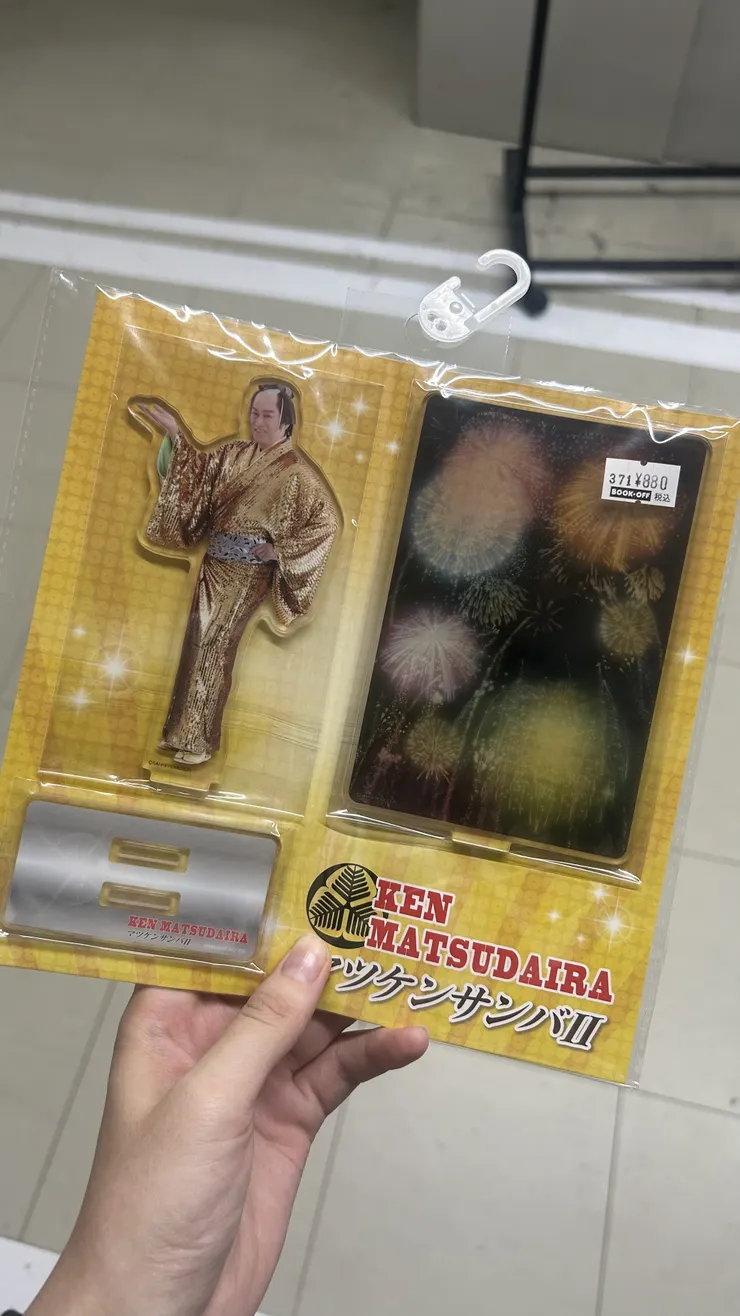 371 ¥880
BOOK-OFF 税込
KEN MATSUDAIRA
マツケンサンバII
KEN
MATSUDAIRA
マツケンサンバII